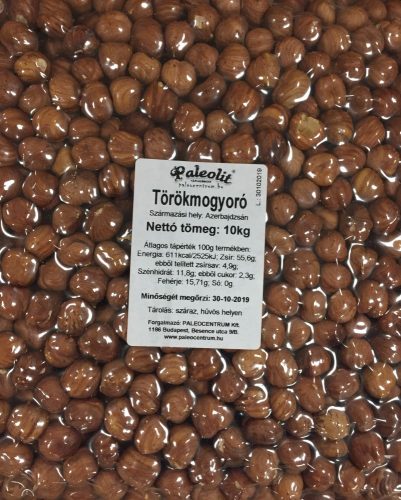 Paleolit
paleocentrum.hu
Törökmogyoró
Származási hely: Azerbajdzsán
Nettó tömeg: 10kg
Átlagos tápérték 100g termékben:
Energia: 611kcal/2525kJ; Zsír: 55,6g;
ebből telített zsírsav: 4,9g;
Szénhidrát: 11,8g, ebből cukor: 2,3g;
Fehérje: 15,71g; Só: 0g
Minőségét megőrzi: 30-10-2019
Tárolás: száraz, hűvös helyen
Forgalmazó: PALEOCENTRUM Kft.
1186 Budapest, Besence utca 9/B.
www.paleocentrum.hu
L.: 30102019